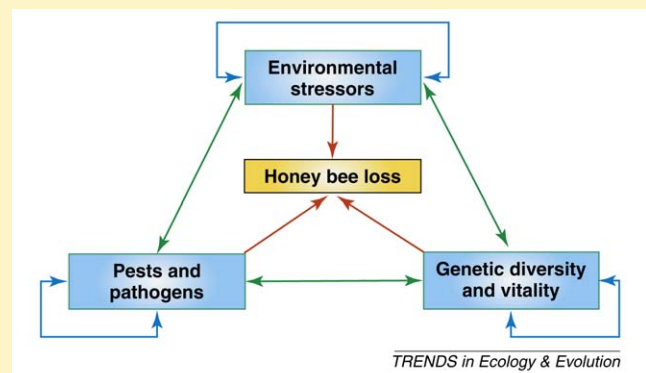 Environmental
stressors
Honey bee loss
Pests and
pathogens
Genetic diversity
and vitality
TRENDS in Ecology & Evolution